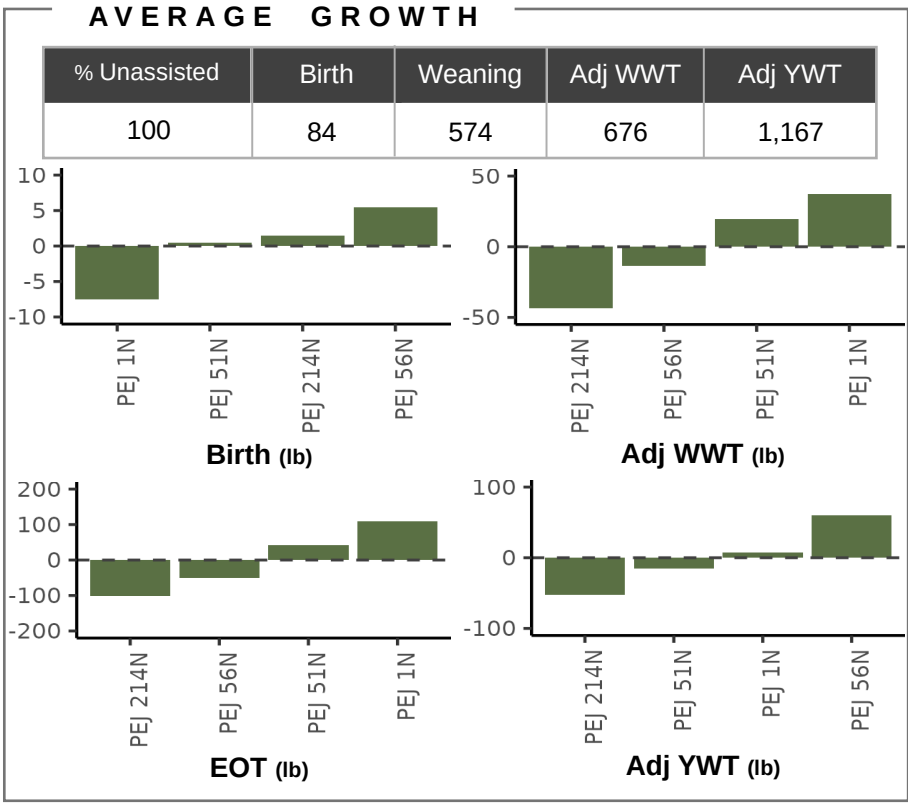 AVERAGE GROWTH
% Unassisted Birth Weaning Adj WWT Adj YWT
100 84 574 676 1,167
10
5
0
-5
-10
PEJ 1N PEJ 51N PEJ 214N PEJ 56N
Birth (lb)
50
0
-50
PEJ 214N PEJ 56N PEJ 51N PEJ 1N
Adj WWT (lb)
200
100
0
-100
-200
PEJ 214N PEJ 56N PEJ 51N PEJ 1N
EOT (lb)
100
0
-100
PEJ 214N PEJ 51N PEJ 1N PEJ 56N
Adj YWT (lb)